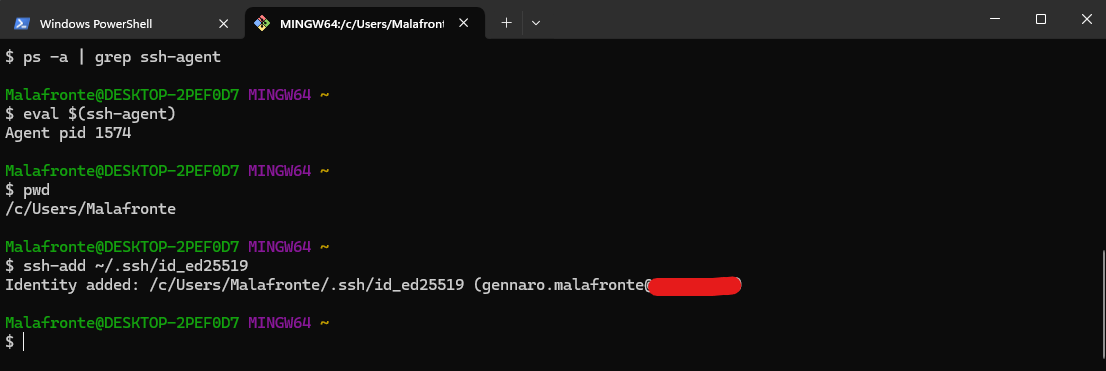 Windows PowerShell
MINGW64:/c/Users/Malafront
$ ps -a | grep ssh-agent
Malafronte@DESKTOP-2PEF0D7 MINGW64 ~
$ eval $(ssh-agent)
Agent pid 1574
Malafronte@DESKTOP-2PEF0D7 MINGW64 ~
$ pwd
/c/Users/Malafronte
Malafronte@DESKTOP-2PEF0D7 MINGW64 ~
$ ssh-add ~/.ssh/id_ed25519
Identity added: /c/Users/Malafronte/.ssh/id_ed25519 (gennaro.malafronte@
Malafronte@DESKTOP-2PEF0D7 MINGW64 ~
$